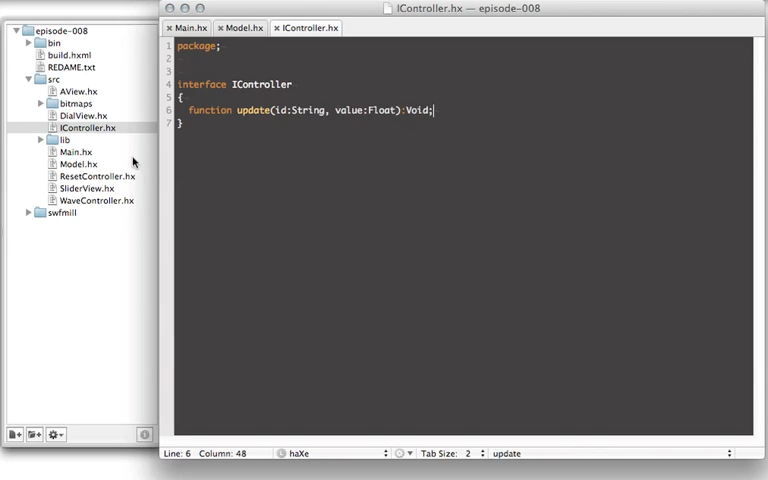 IController.hx — episode-008
Main.hx Model.hx IController.hx
episode-008
bin
build.hxml
REDAME.txt
src
AView.hx
bitmaps
DialView.hx
IController.hx
lib
Main.hx
Model.hx
ResetController.hx
SliderView.hx
WaveController.hx
swfmill
1 package;
2
3
4 interface IController
5 {
6 function update(id:String, value:Float):Void;
7 }
Line: 6 Column: 48 haXe Tab Size: 2 update